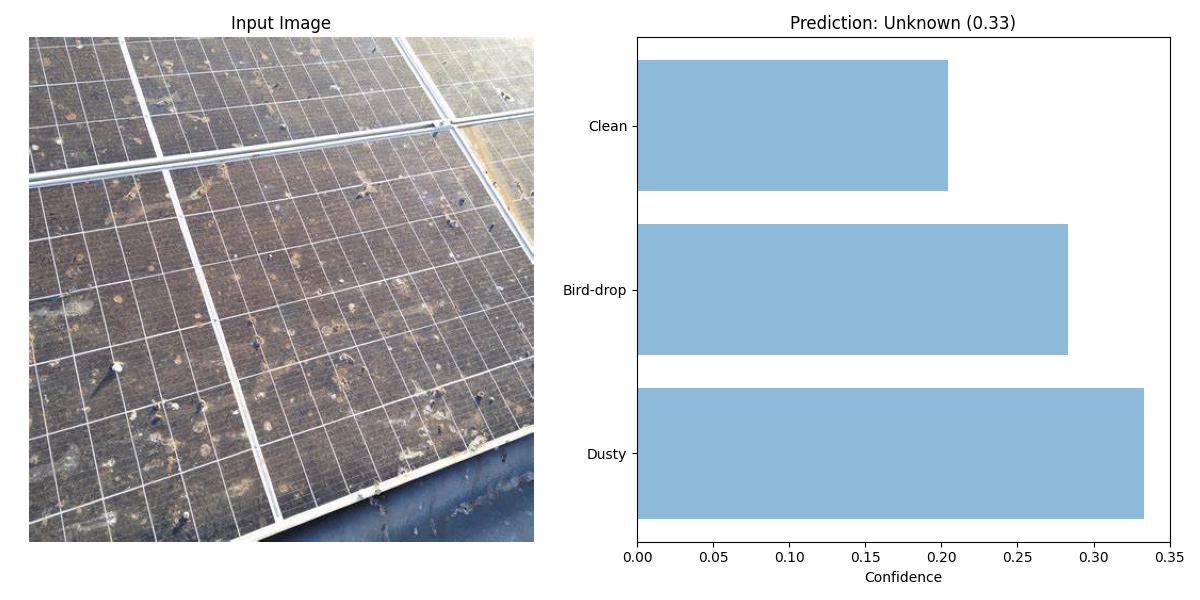 Input Image
Prediction: Unknown (0.33)
Clean
Bird-drop
Dusty
0.00 0.05 0.10 0.15 0.20 0.25 0.30 0.35
Confidence